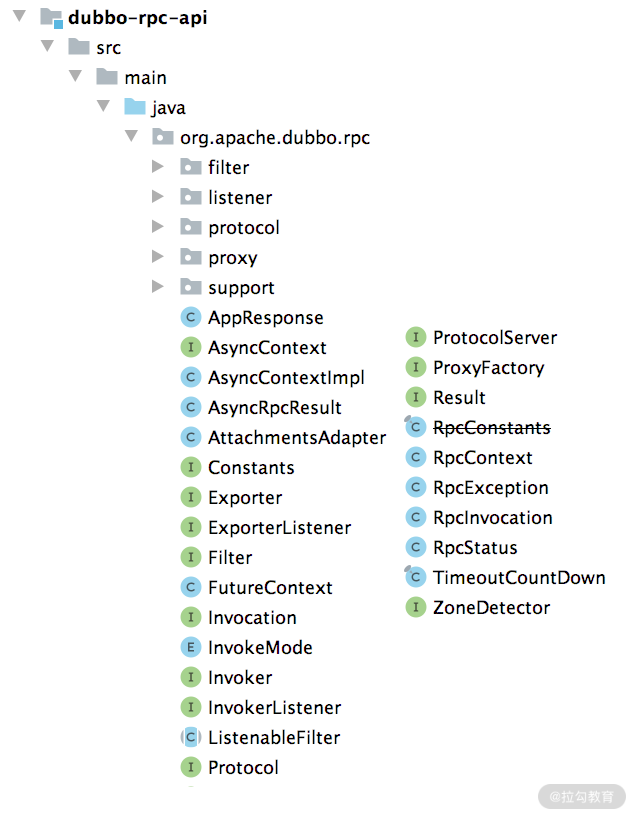 dubbo-rpc-api
src
main
java
org.apache.dubbo.rpc
filter
listener
protocol
proxy
support
C AppResponse
I AsyncContext
C AsyncContextImpl
C AsyncRpcResult
C AttachmentsAdapter
I Constants
I Exporter
I ExporterListener
I Filter
C FutureContext
I Invocation
E InvokeMode
I Invoker
I InvokerListener
C ListenableFilter
I Protocol
I ProtocolServer
I ProxyFactory
I Result
C RpcConstants
C RpcContext
C RpcException
C RpcInvocation
C RpcStatus
C TimeoutCountDown
I ZoneDetector
@拉勾教育